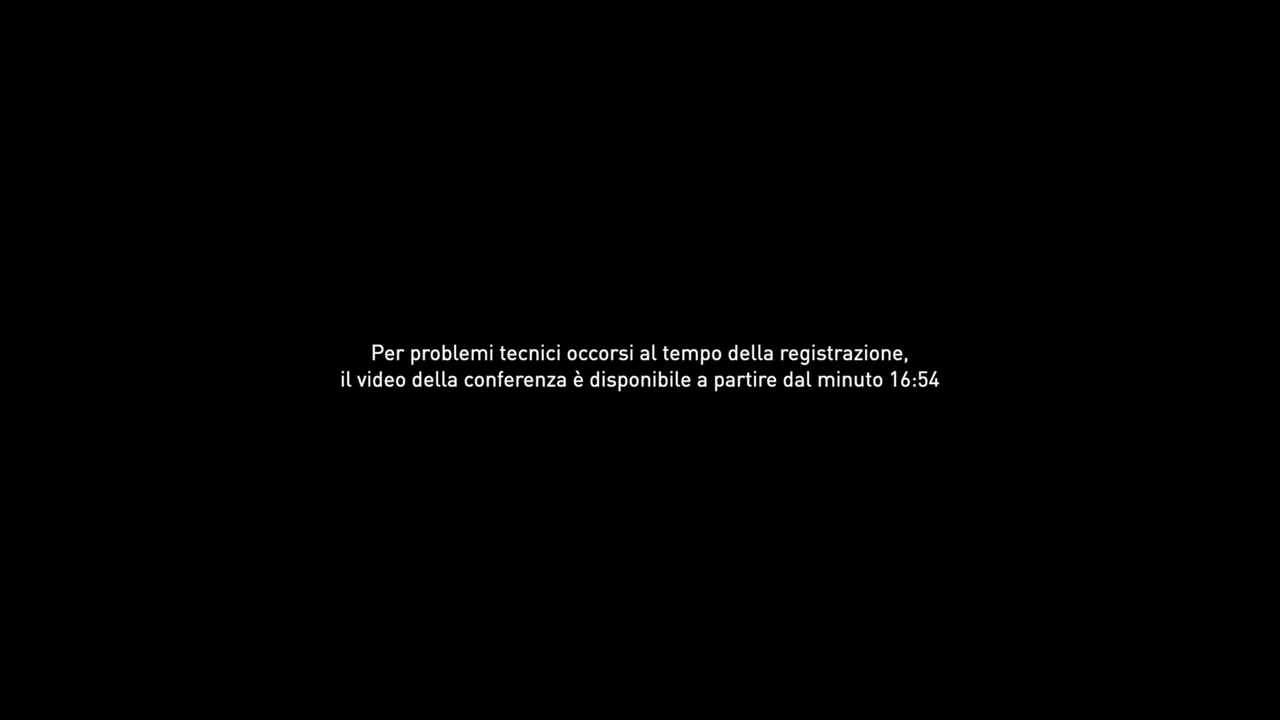 Per problemi tecnici occorsi al tempo della registrazione,
il video della conferenza è disponibile a partire dal minuto 16:54